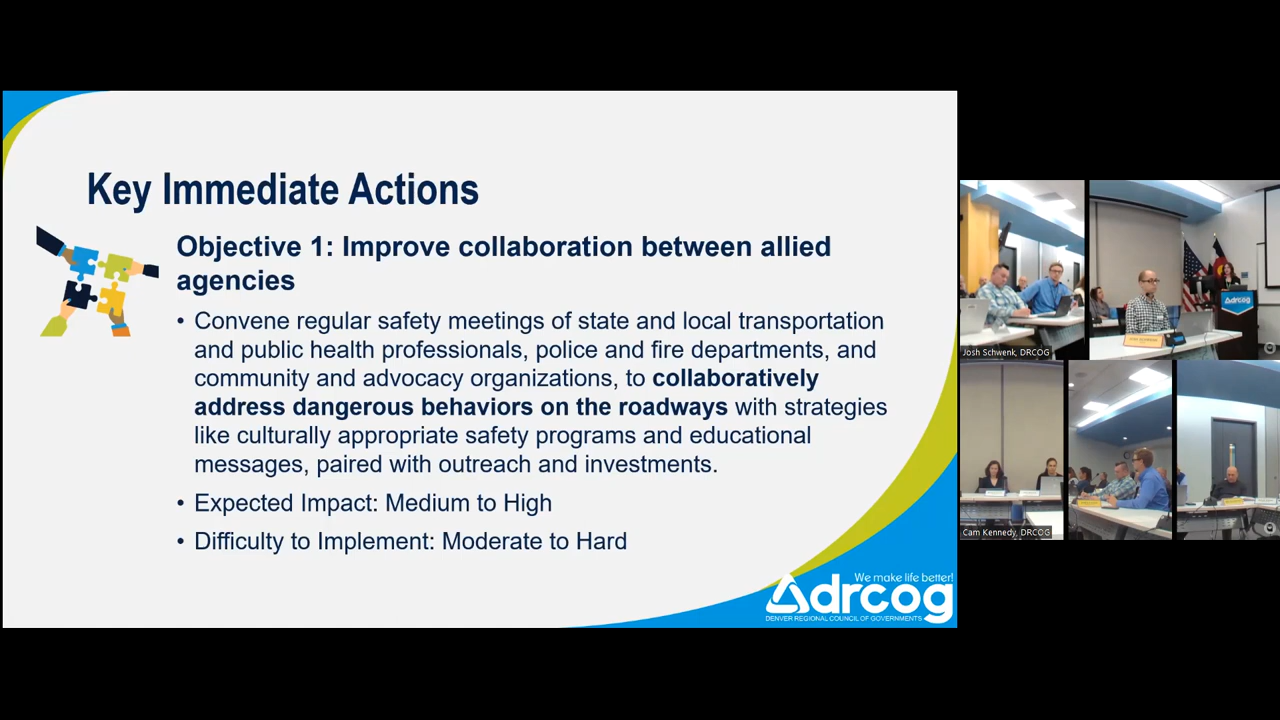 Key Immediate Actions
Objective 1: Improve collaboration between allied
agencies
• Convene regular safety meetings of state and local transportation
and public health professionals, police and fire departments, and
community and advocacy organizations, to collaboratively
address dangerous behaviors on the roadways with strategies
like culturally appropriate safety programs and educational
messages, paired with outreach and investments.
• Expected Impact: Medium to High
• Difficulty to Implement: Moderate to Hard
We make life better!
drcog
DENVER REGIONAL COUNCIL OF GOVERNMENTS
Josh Schwenk, DRCOG
drcog
Cam Kennedy, DRCOG